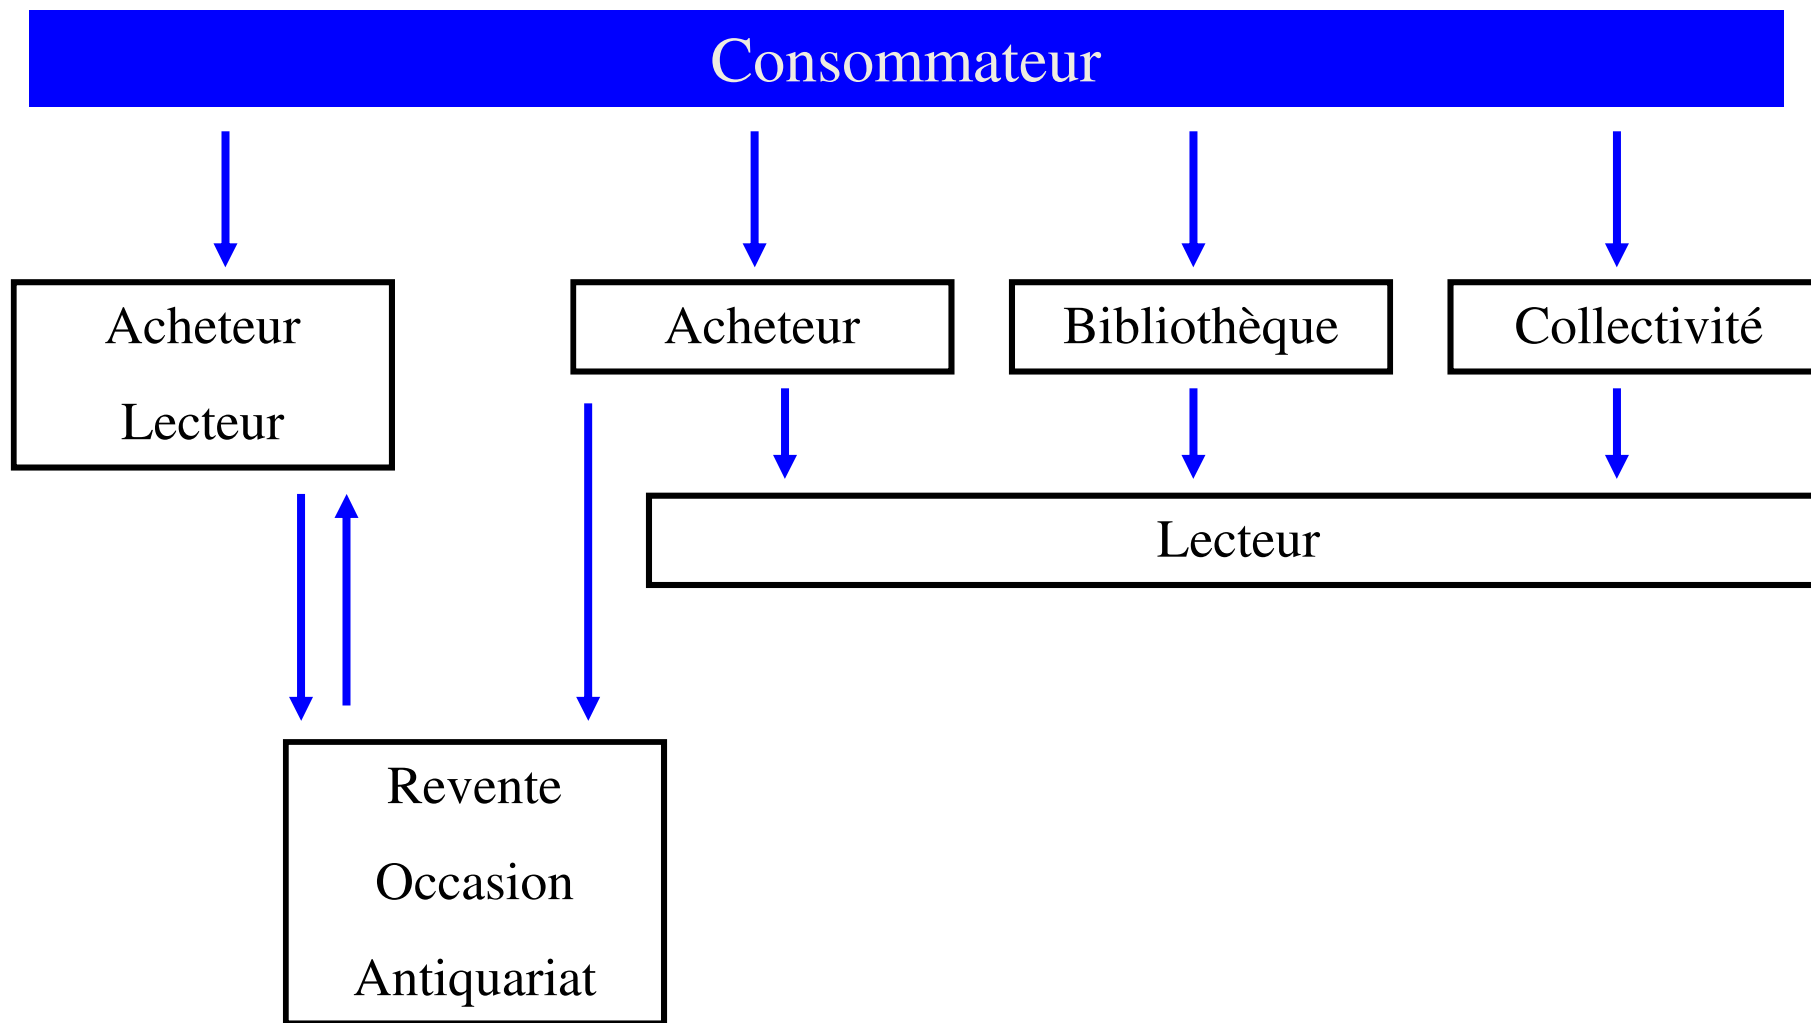 Consommateur
Acheteur
Lecteur
Acheteur
Bibliothèque
Collectivité
Lecteur
Revente
Occasion
Antiquariat